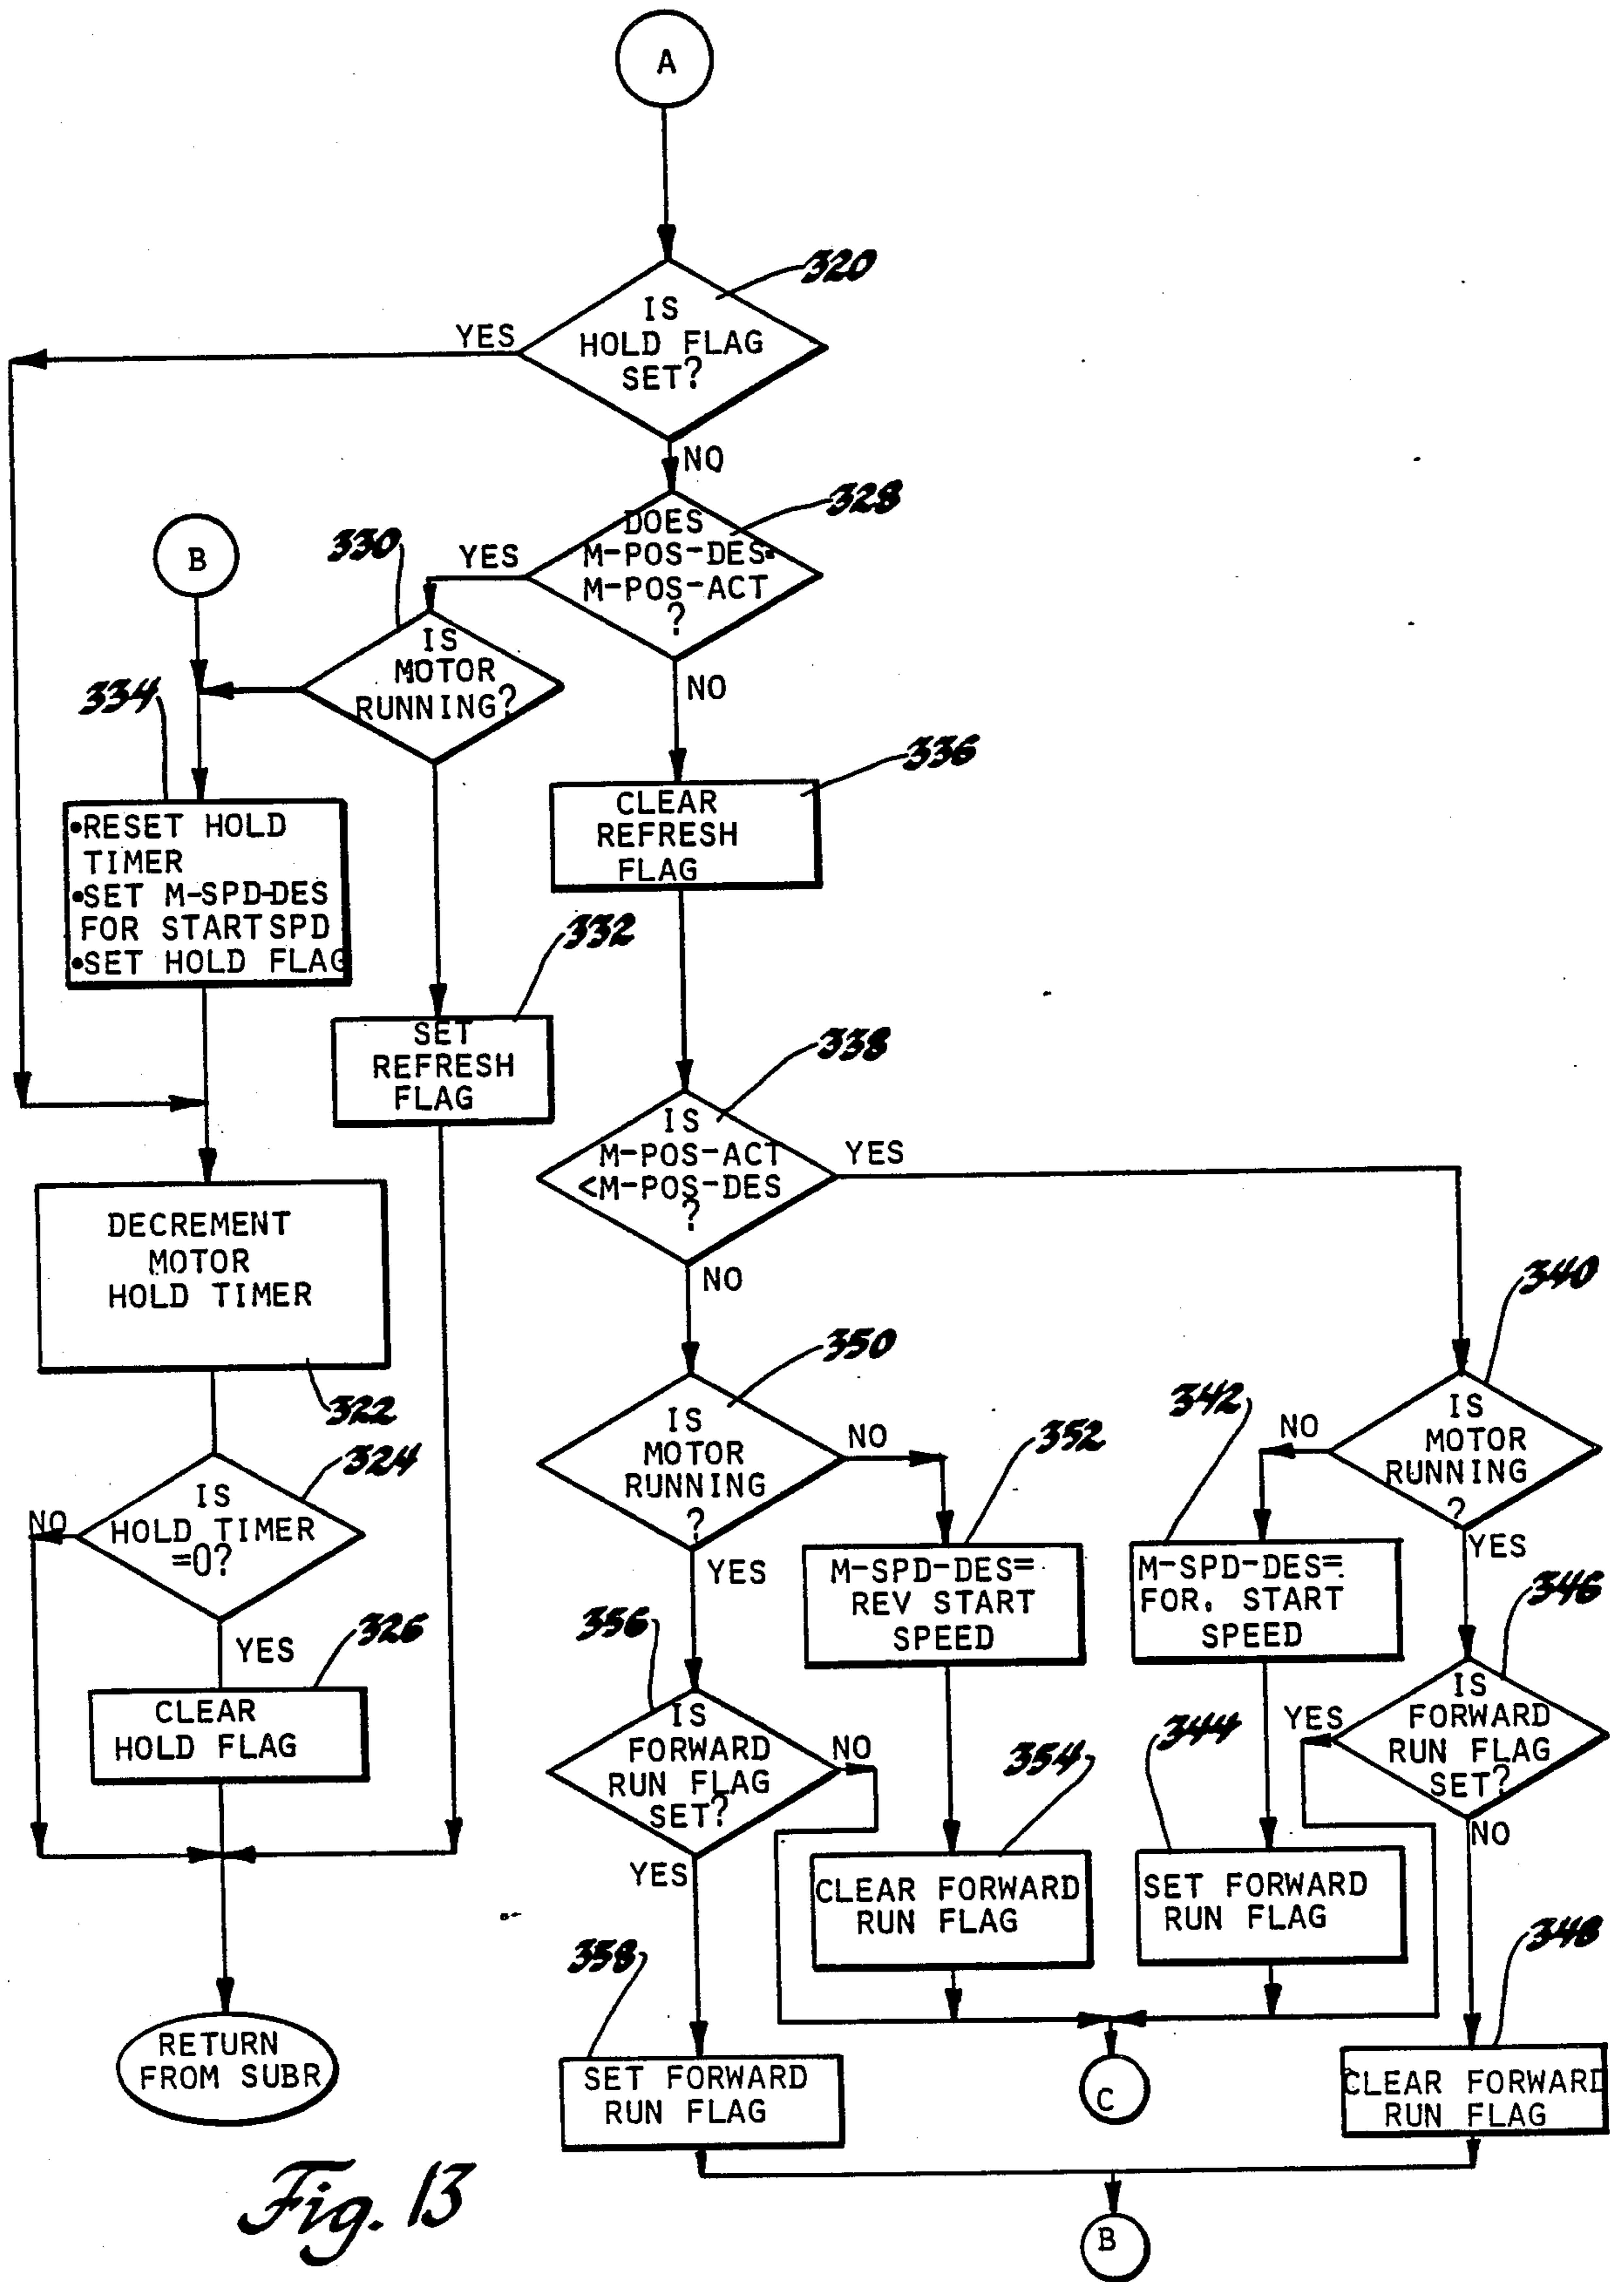 A
320
IS
HOLD FLAG
SET?
YES
NO
328
DOES
M-POS-DES=
M-POS-ACT
?
YES
NO
B
330
IS
MOTOR
RUNNING?
334
•RESET HOLD
TIMER
•SET M-SPD-DES
FOR START SPD
•SET HOLD FLAG
336
CLEAR
REFRESH
FLAG
332
SET
REFRESH
FLAG
338
IS
M-POS-ACT
<M-POS-DES
?
YES
NO
DECREMENT
MOTOR
HOLD TIMER
322
324
IS
HOLD TIMER
=0?
NO
YES
326
CLEAR
HOLD FLAG
RETURN
FROM SUBR
350
IS
MOTOR
RUNNING
?
NO
YES
352
M-SPD-DES=
REV START
SPEED
354
CLEAR FORWARD
RUN FLAG
356
IS
FORWARD
RUN FLAG
SET?
NO
YES
358
SET FORWARD
RUN FLAG
340
IS
MOTOR
RUNNING
?
NO
YES
342
M-SPD-DES=
FOR. START
SPEED
344
SET FORWARD
RUN FLAG
346
IS
FORWARD
RUN FLAG
SET?
YES
NO
348
CLEAR FORWARD
RUN FLAG
C
B
Fig. 13